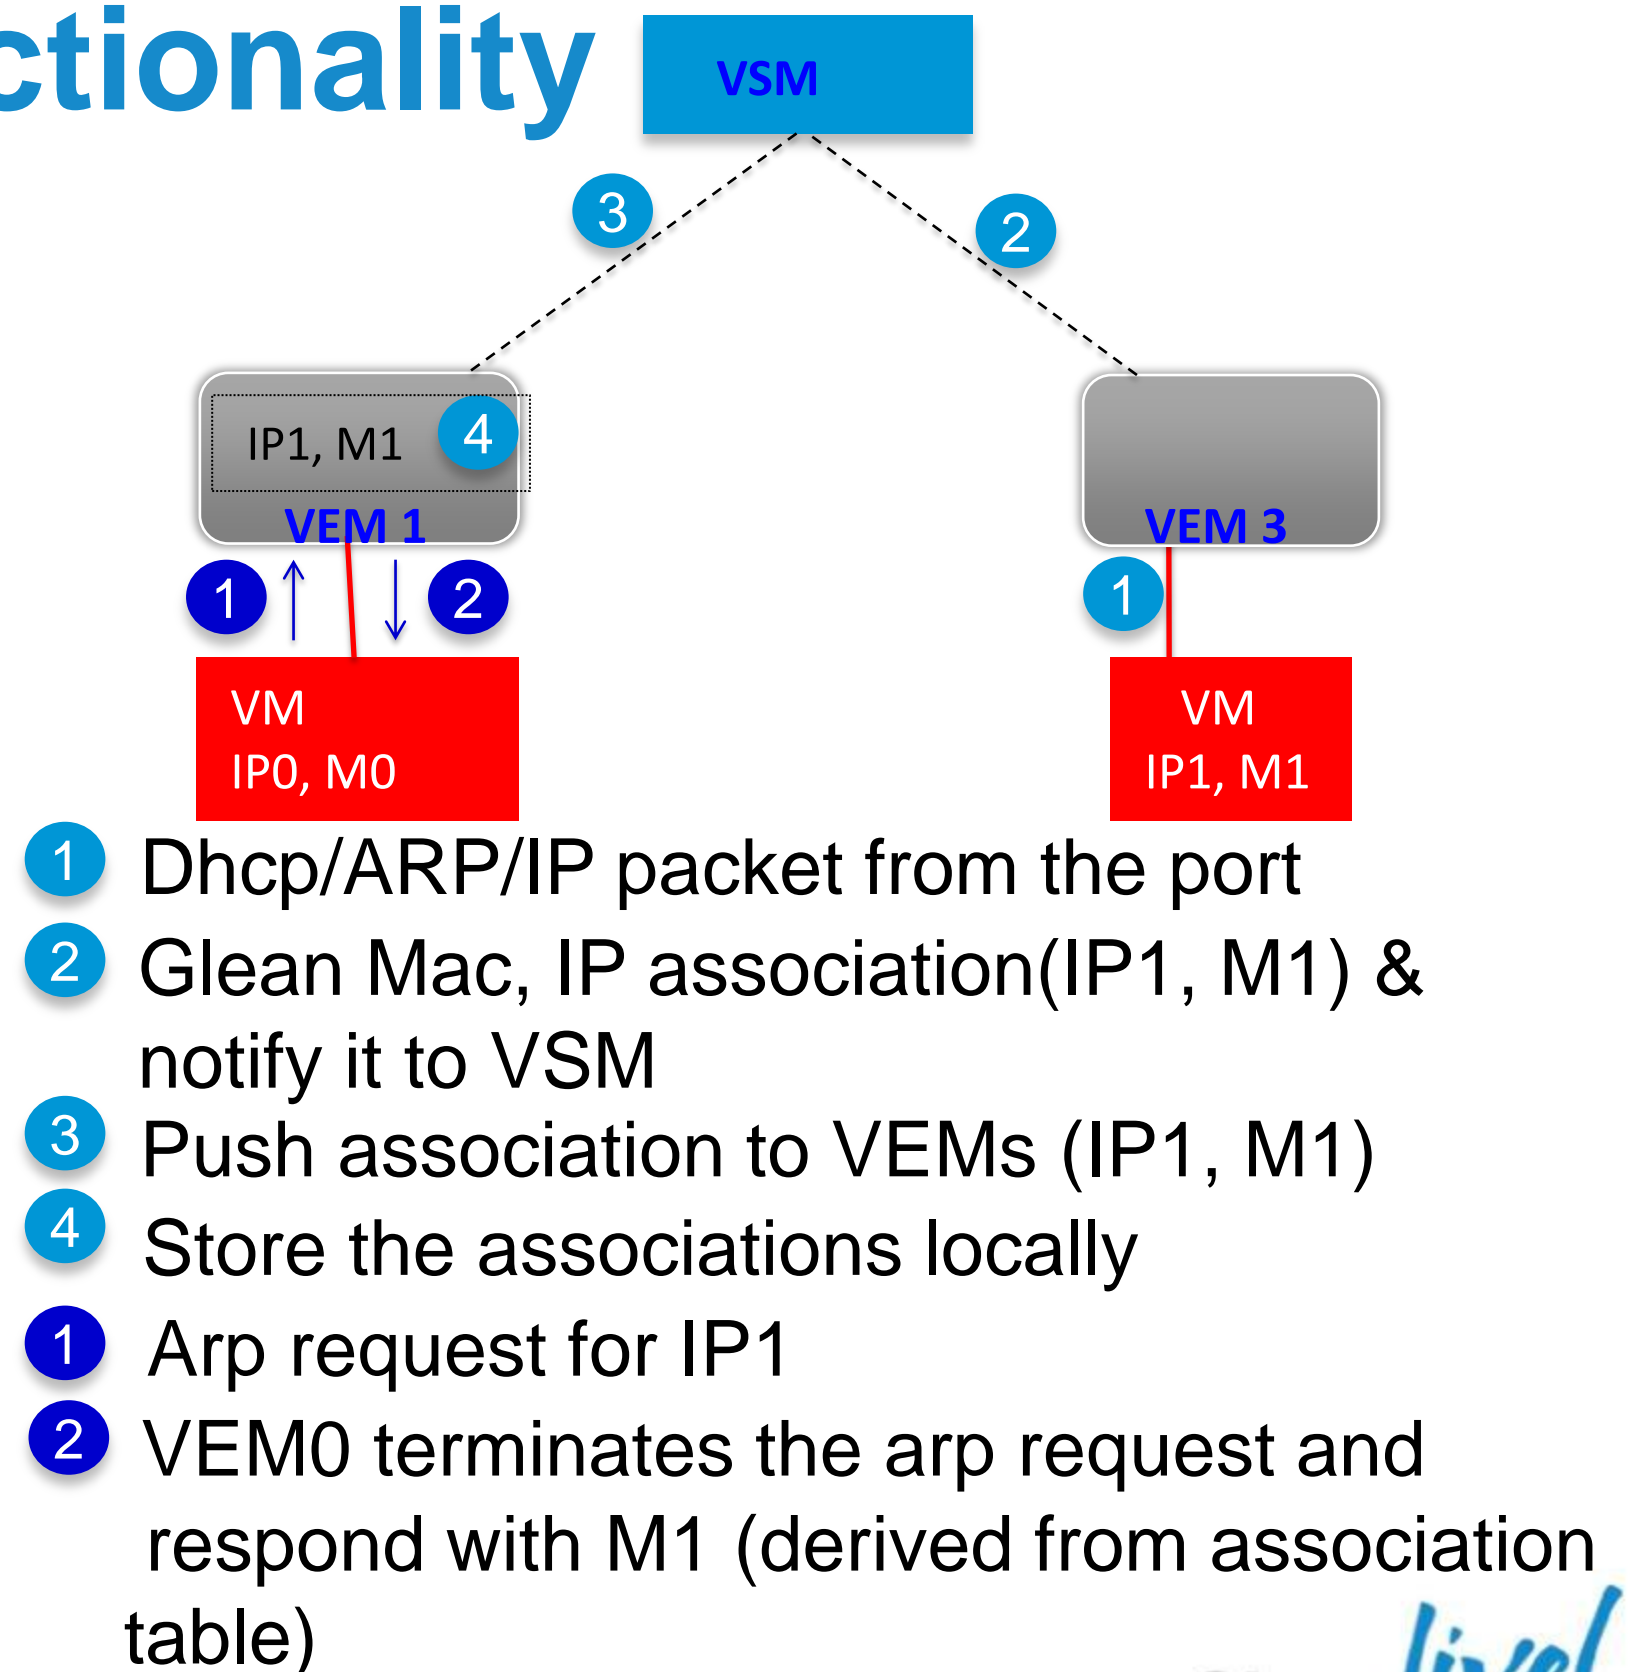 ctionality
VSM
3
2
IP1, M1
4
VEM 1
VEM 3
1
2
1
VM
IP0, M0
VM
IP1, M1
1 Dhcp/ARP/IP packet from the port
2 Glean Mac, IP association(IP1, M1) &
notify it to VSM
3 Push association to VEMs (IP1, M1)
4 Store the associations locally
1 Arp request for IP1
2 VEM0 terminates the arp request and
respond with M1 (derived from association
table)
live!